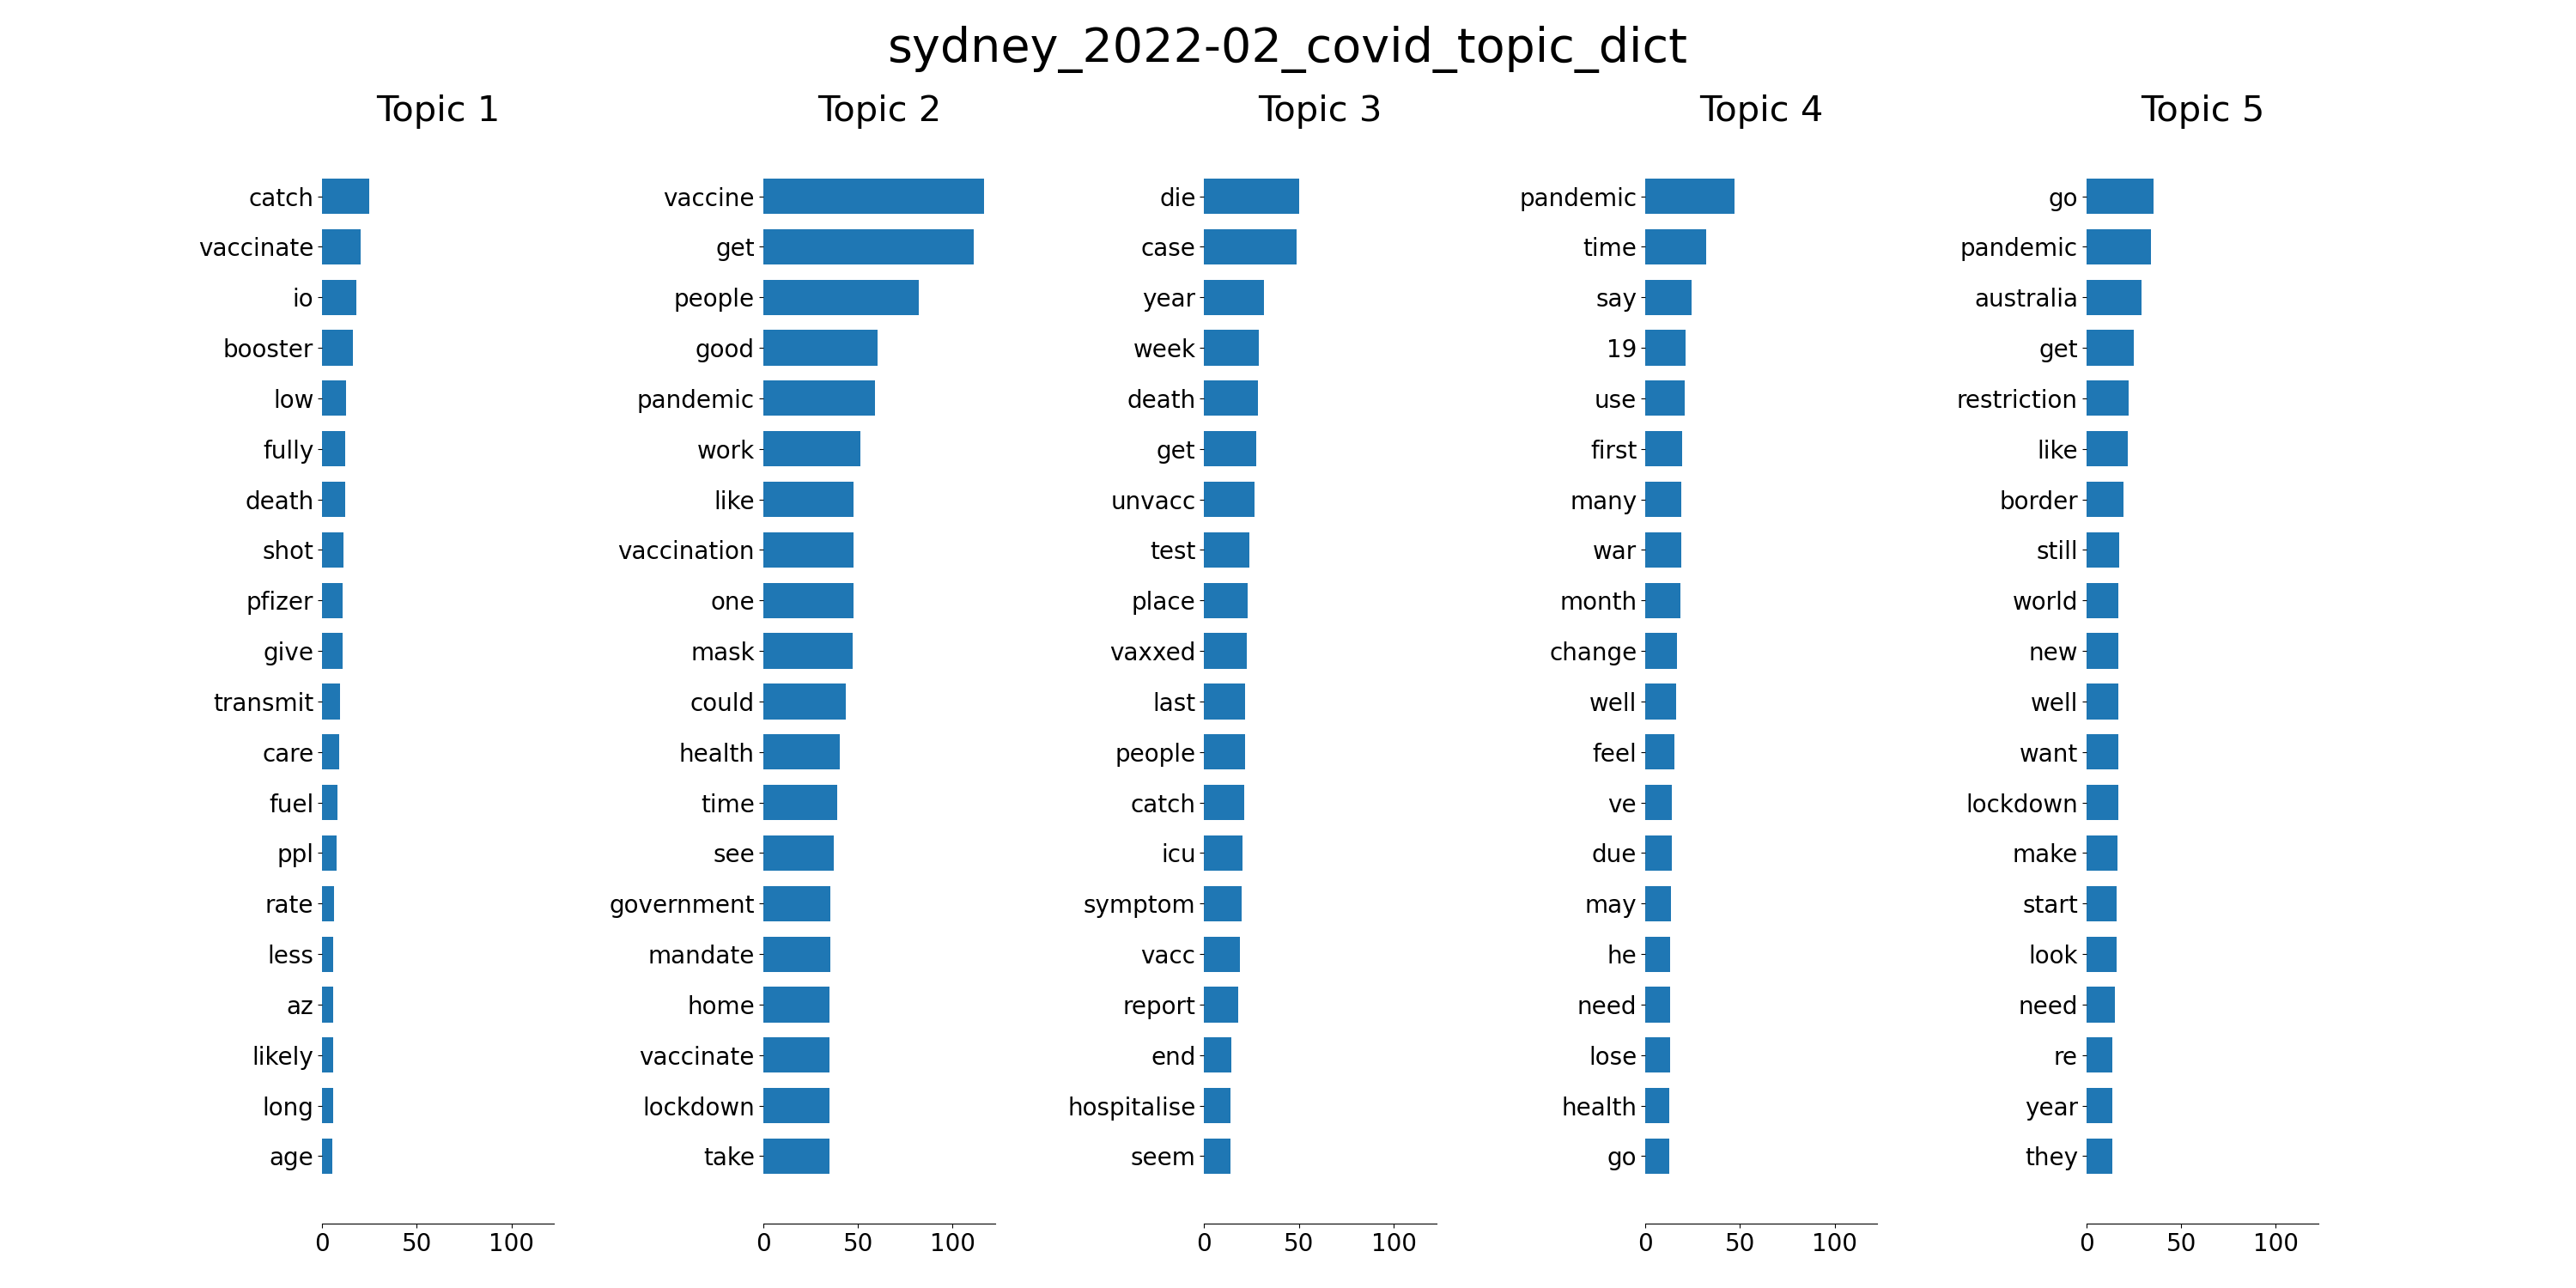 sydney_2022-02_covid_topic_dict
Topic 1
catch
vaccinate
io
booster
low
fully
death
shot
pfizer
give
transmit
care
fuel
ppl
rate
less
az
likely
long
age
0 50 100
Topic 2
vaccine
get
people
good
pandemic
work
like
vaccination
one
mask
could
health
time
see
government
mandate
home
vaccinate
lockdown
take
0 50 100
Topic 3
die
case
year
week
death
get
unvacc
test
place
vaxxed
last
people
catch
icu
symptom
vacc
report
end
hospitalise
seem
0 50 100
Topic 4
pandemic
time
say
19
use
first
many
war
month
change
well
feel
ve
due
may
he
need
lose
health
go
0 50 100
Topic 5
go
pandemic
australia
get
restriction
like
border
still
world
new
well
want
lockdown
make
start
look
need
re
year
they
0 50 100